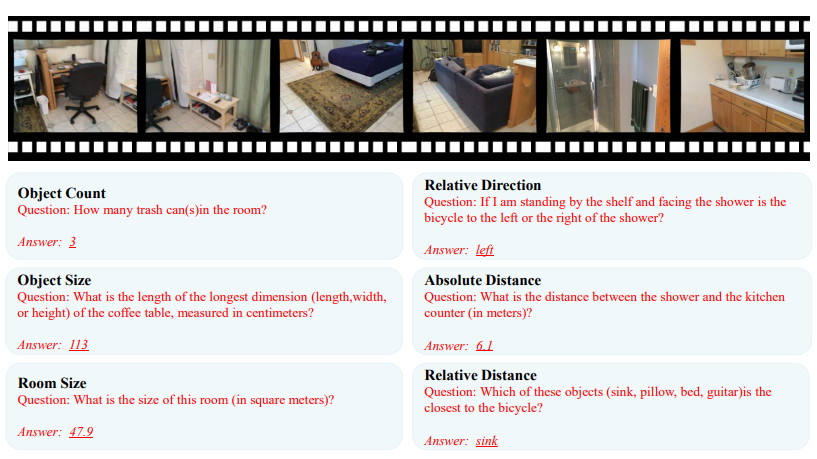 Object Count
Question: How many trash can(s)in the room?
Answer: 3
Relative Direction
Question: If I am standing by the shelf and facing the shower is the
bicycle to the left or the right of the shower?
Answer: left
Object Size
Question: What is the length of the longest dimension (length,width,
or height) of the coffee table, measured in centimeters?
Answer: 113
Absolute Distance
Question: What is the distance between the shower and the kitchen
counter (in meters)?
Answer: 6.1
Room Size
Question: What is the size of this room (in square meters)?
Answer: 47.9
Relative Distance
Question: Which of these objects (sink, pillow, bed, guitar)is the
closest to the bicycle?
Answer: sink